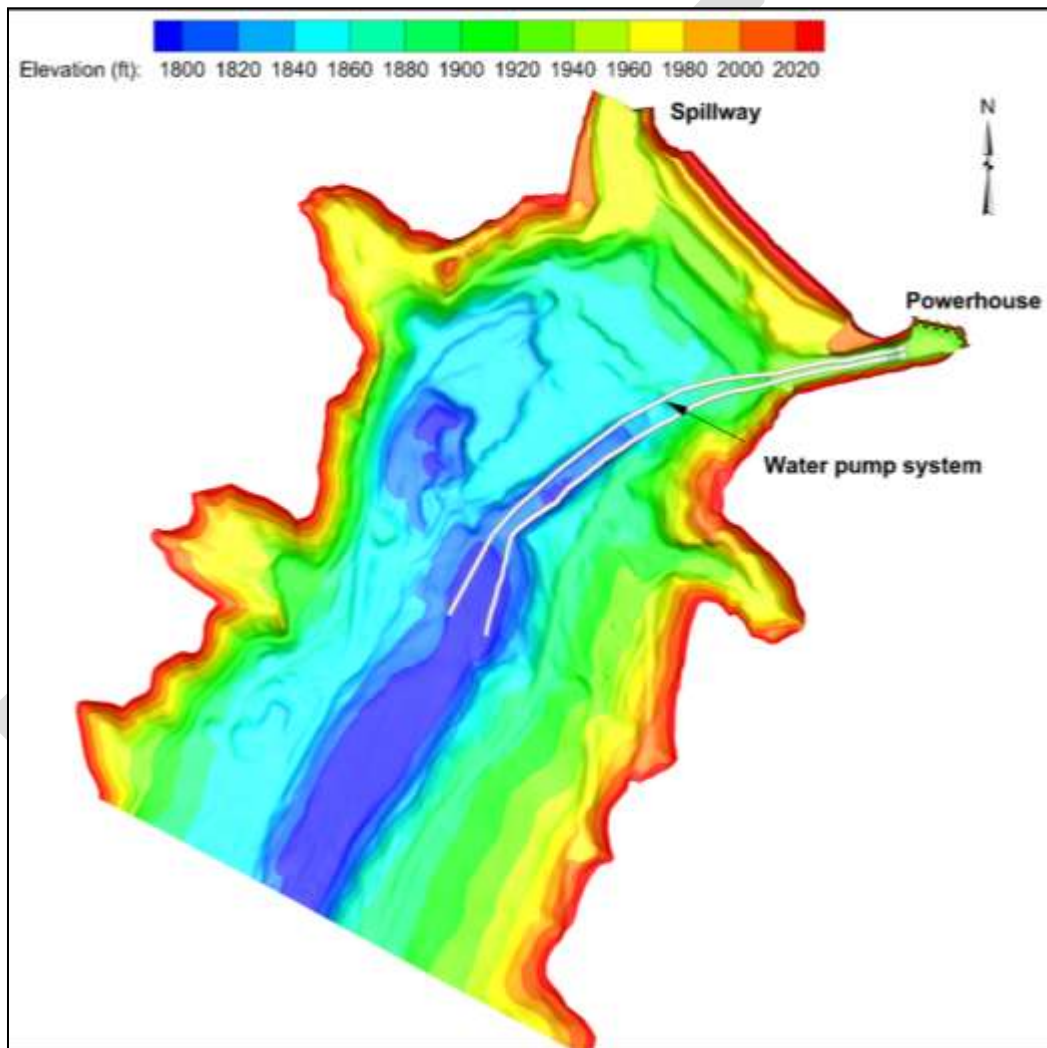 Elevation (ft): 1800 1820 1840 1860 1880 1900 1920 1940 1960 1980 2000 2020
Spillway
N
Powerhouse
Water pump system